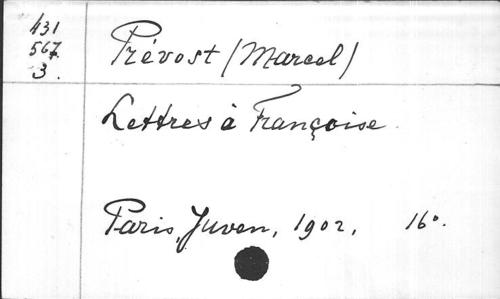 431
567
3.
Prévost (Marcel)
Lettres à Françoise.
Paris, Juven, 1902, 16°.